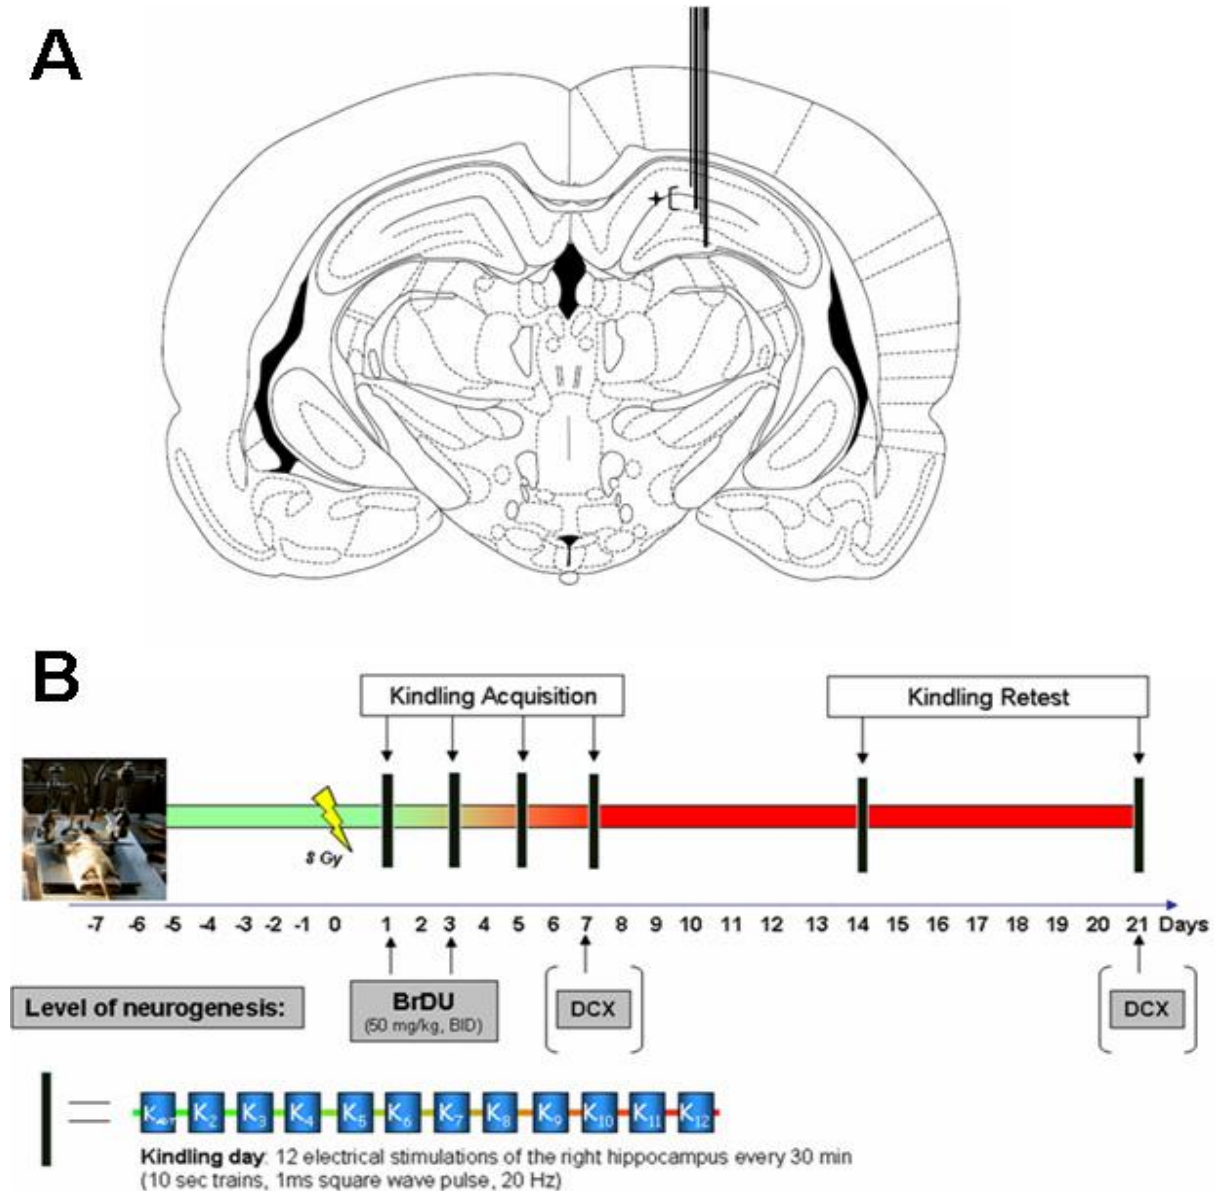 A
B
Kindling Acquisition
Kindling Retest
8 Gy
-7 -6 -5 -4 -3 -2 -1 0 1 2 3 4 5 6 7 8 9 10 11 12 13 14 15 16 17 18 19 20 21 Days
Level of neurogenesis:
BrDU
(50 mg/kg, BID)
DCX
DCX
K K2 K3 K4 K5 K6 K7 K8 K9 K10 K11 K12
Kindling day: 12 electrical stimulations of the right hippocampus every 30 min
(10 sec trains, 1ms square wave pulse, 20 Hz)